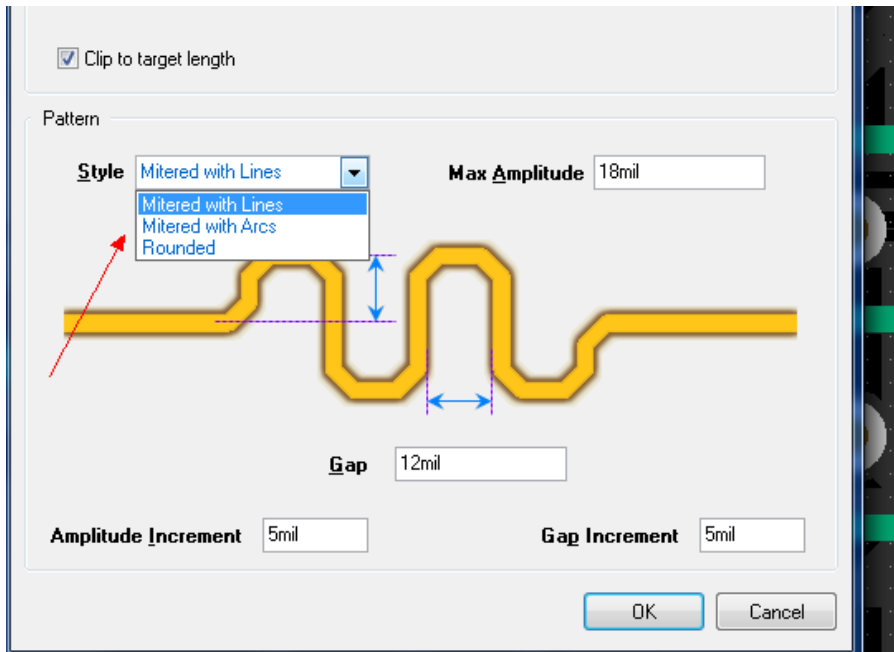 Clip to target length
Pattern
Style Mitered with Lines
Max Amplitude 18mil
Mitered with Lines
Mitered with Arcs
Rounded
Gap 12mil
Amplitude Increment 5mil
Gap Increment 5mil
OK Cancel